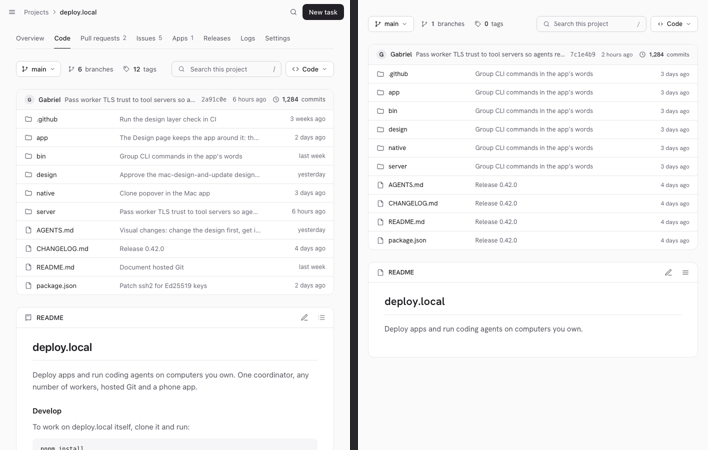 Projects > deploy.local
New task
Overview Code Pull requests 2 Issues 5 Apps 1 Releases Logs Settings
main 6 branches 12 tags Search this project / Code
G Gabriel Pass worker TLS trust to tool servers so a... 2a91c0e 6 hours ago 1,284 commits
.github Run the design layer check in CI 3 weeks ago
app The Design page keeps the app around it: th... 2 days ago
bin Group CLI commands in the app's words last week
design Approve the mac-design-and-update design... yesterday
native Clone popover in the Mac app 3 days ago
server Pass worker TLS trust to tool servers so age... 6 hours ago
AGENTS.md Visual changes: change the design first, get i... yesterday
CHANGELOG.md Release 0.42.0 4 days ago
README.md Document hosted Git last week
package.json Patch ssh2 for Ed25519 keys 2 days ago
README
deploy.local
Deploy apps and run coding agents on computers you own. One coordinator, any
number of workers, hosted Git and a phone app.
Develop
To work on deploy.local itself, clone it and run:
pnpm install
main 1 branches 0 tags Search this project / Code
G Gabriel Pass worker TLS trust to tool servers so agents re... 7c1e4b9 2 hours ago 1,284 commits
.github Group CLI commands in the app's words 3 days ago
app Group CLI commands in the app's words 3 days ago
bin Group CLI commands in the app's words 3 days ago
design Group CLI commands in the app's words 3 days ago
native Group CLI commands in the app's words 3 days ago
server Group CLI commands in the app's words 3 days ago
AGENTS.md Release 0.42.0 4 days ago
CHANGELOG.md Release 0.42.0 4 days ago
README.md Release 0.42.0 4 days ago
package.json Release 0.42.0 4 days ago
README
deploy.local
Deploy apps and run coding agents on computers you own.